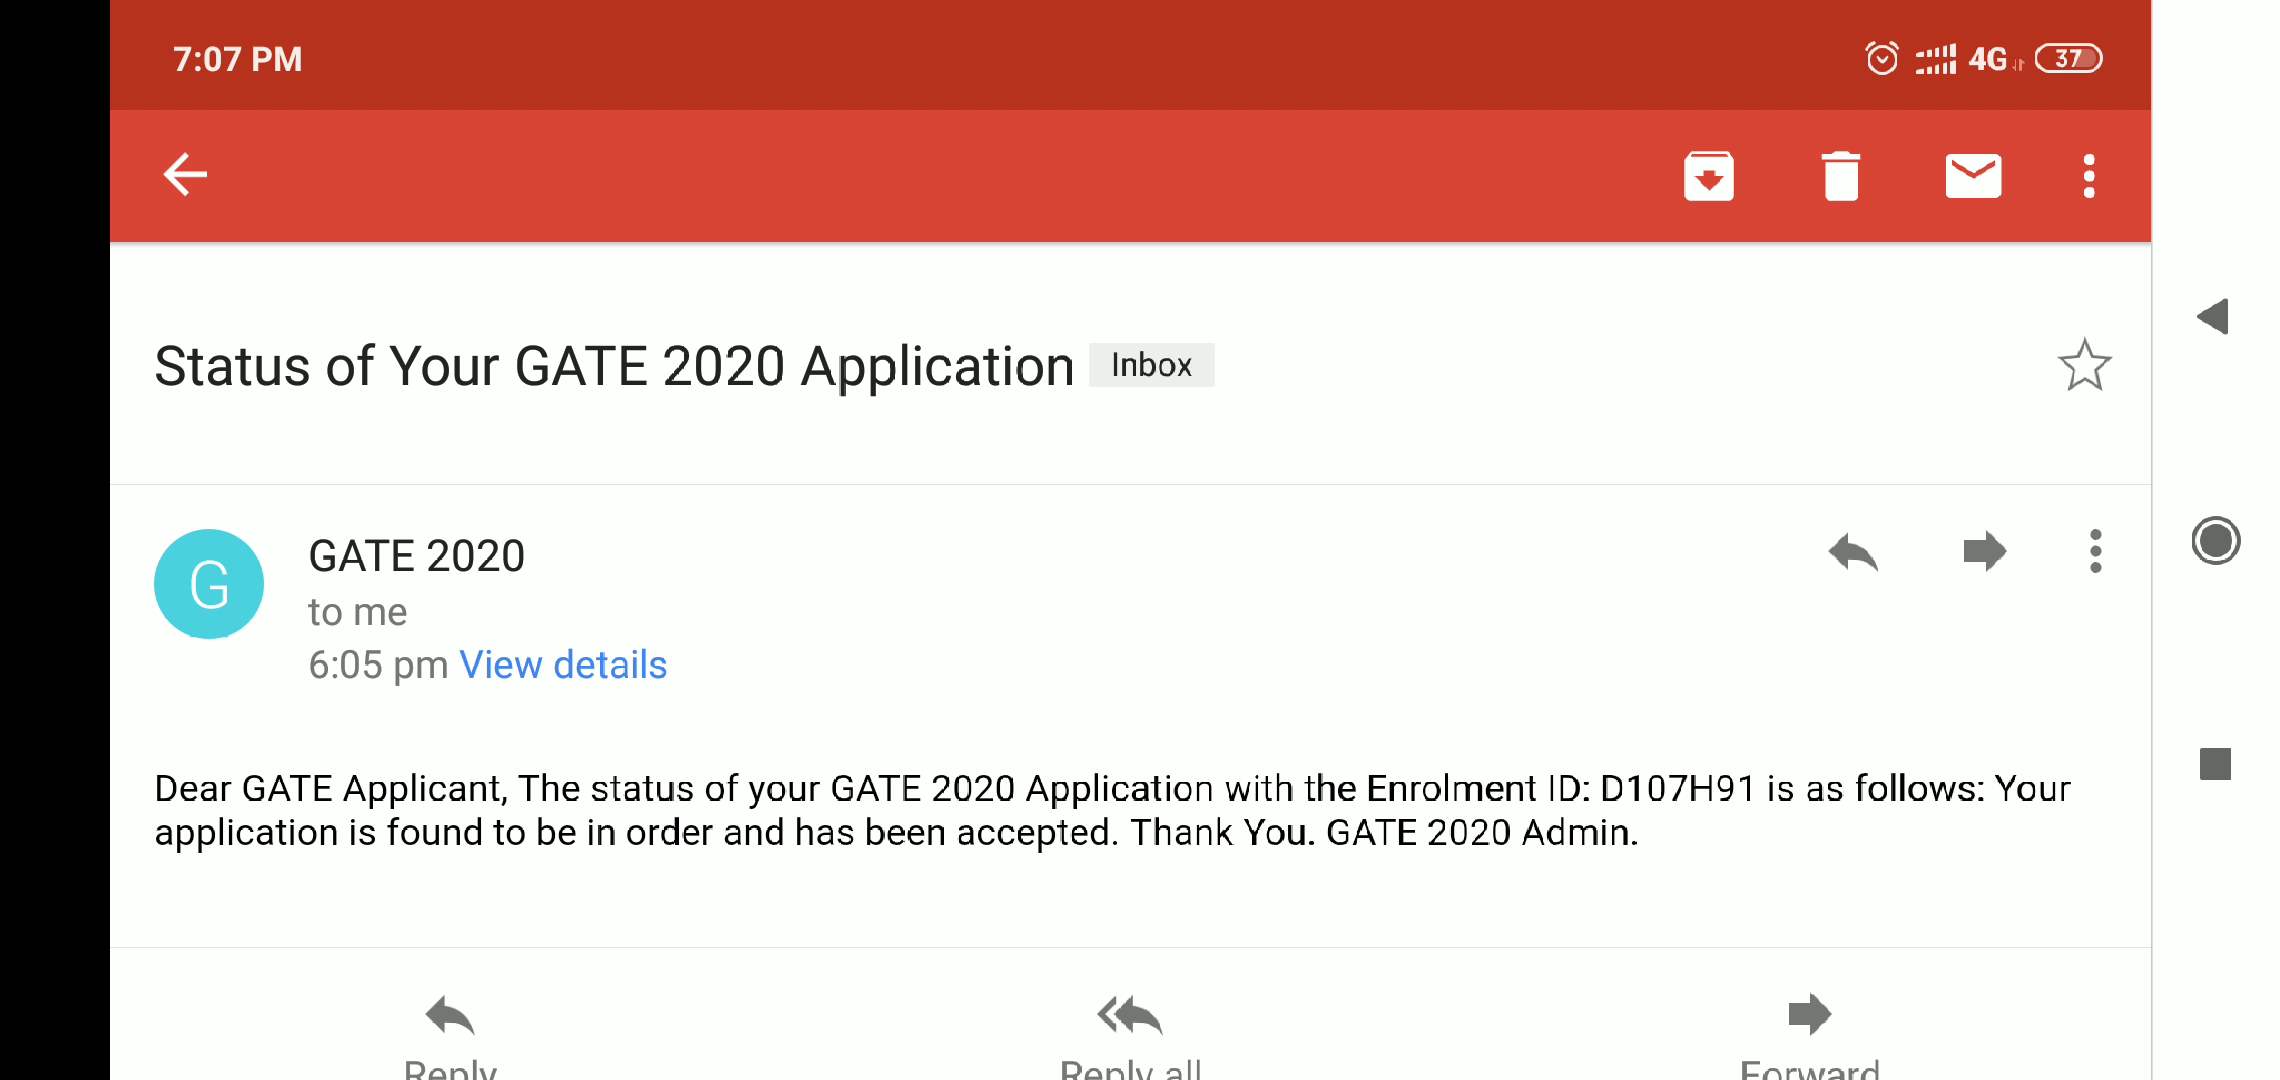 7:07 PM
4G 37
Status of Your GATE 2020 Application Inbox
G
GATE 2020
to me
6:05 pm View details
Dear GATE Applicant, The status of your GATE 2020 Application with the Enrolment ID: D107H91 is as follows: Your
application is found to be in order and has been accepted. Thank You. GATE 2020 Admin.
Reply Reply all Forward